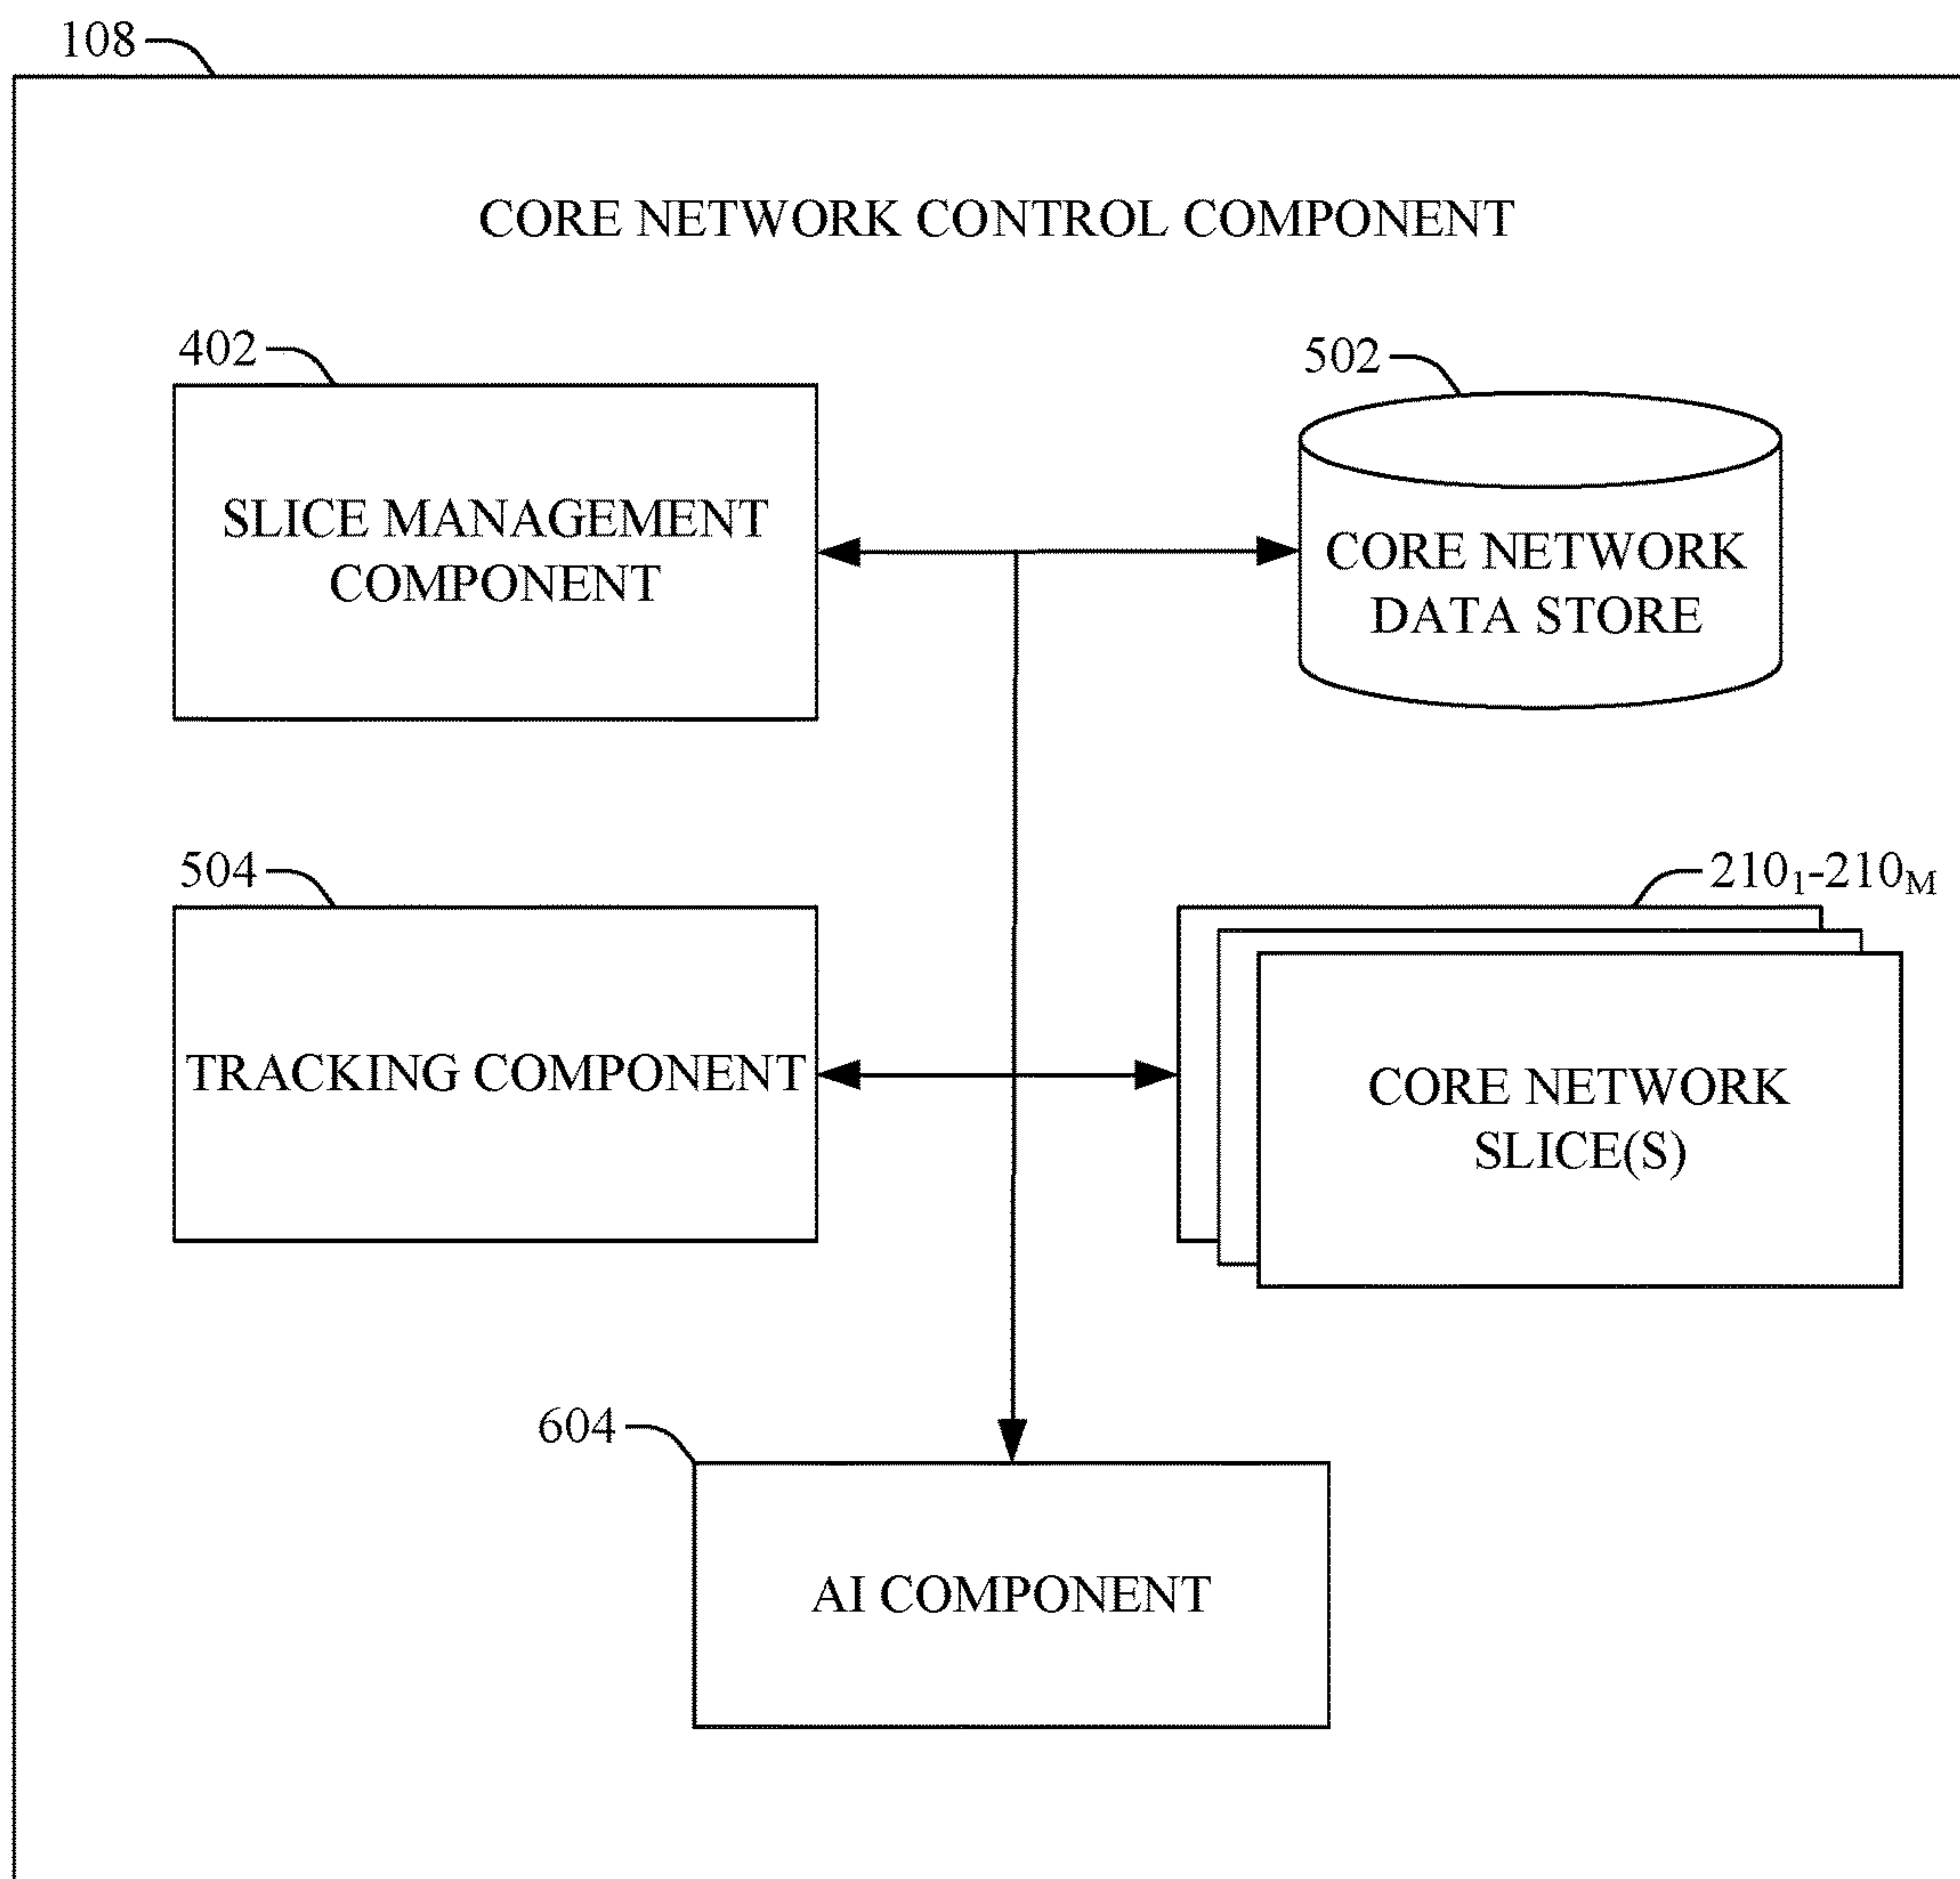 108
CORE NETWORK CONTROL COMPONENT
402
502
SLICE MANAGEMENT
COMPONENT
CORE NETWORK
DATA STORE
504
210₁-210ₘ
TRACKING COMPONENT
CORE NETWORK
SLICE(S)
604
AI COMPONENT